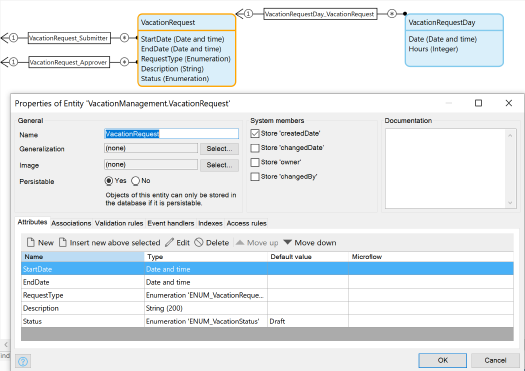 VacationRequest
StartDate (Date and time)
EndDate (Date and time)
RequestType (Enumeration)
Description (String)
Status (Enumeration)
1 VacationRequest_Submitter *
1 VacationRequest_Approver *
1 VacationRequestDay_VacationRequest *
VacationRequestDay
Date (Date and time)
Hours (Integer)
Properties of Entity 'VacationManagement.VacationRequest'
General
Name VacationRequest
Generalization (none) Select...
Image (none) Select...
Persistable Yes No
Objects of this entity can only be stored in
the database if it is persistable.
System members
Store 'createdDate'
Store 'changedDate'
Store 'owner'
Store 'changedBy'
Documentation
Attributes Associations Validation rules Event handlers Indexes Access rules
New Insert new above selected Edit Delete Move up Move down
Name Type Default value Microflow
StartDate Date and time
EndDate Date and time
RequestType Enumeration 'ENUM_VacationReque...
Description String (200)
Status Enumeration 'ENUM_VacationStatus' Draft
ind
? OK Cancel